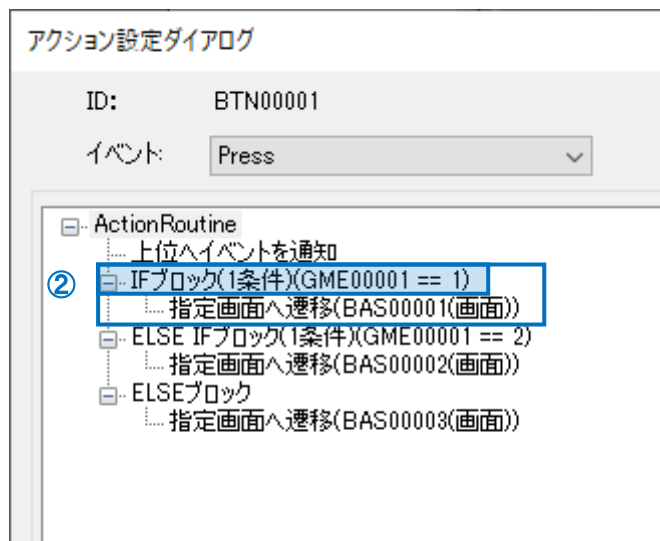 アクション設定ダイアログ
ID: BTN00001
イベント: Press
ActionRoutine
上位へイベントを通知
② IFブロック(1条件)(GME00001 == 1)
指定画面へ遷移(BAS00001(画面))
ELSE IFブロック(1条件)(GME00001 == 2)
指定画面へ遷移(BAS00002(画面))
ELSEブロック
指定画面へ遷移(BAS00003(画面))